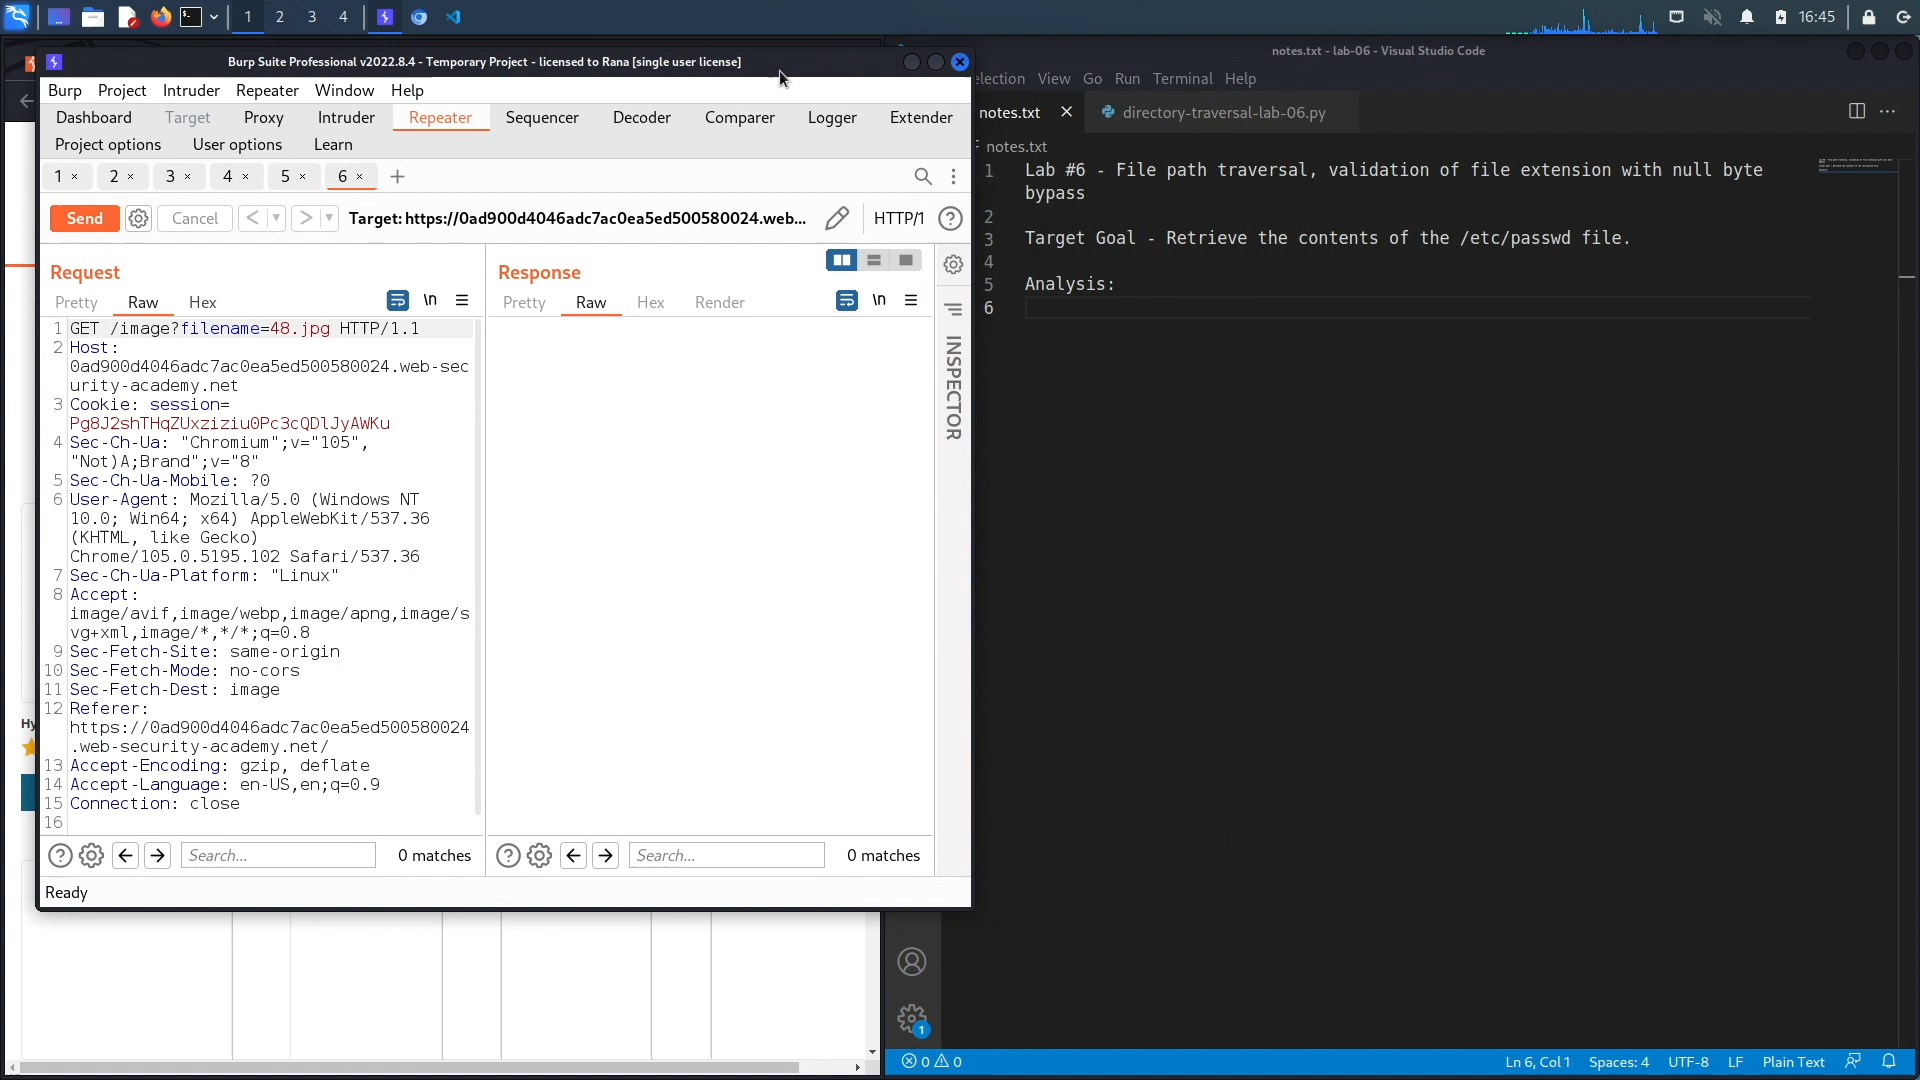 1 2 3 4
16:45
Burp Suite Professional v2022.8.4 - Temporary Project - licensed to Rana [single user license]
Burp Project Intruder Repeater Window Help
Dashboard Target Proxy Intruder Repeater Sequencer Decoder Comparer Logger Extender
Project options User options Learn
1 × 2 × 3 × 4 × 5 × 6 × +
Send Cancel < > Target: https://0ad900d4046adc7ac0ea5ed500580024.web... HTTP/1
Request
Pretty Raw Hex \n
1 GET /image?filename=48.jpg HTTP/1.1
2 Host:
0ad900d4046adc7ac0ea5ed500580024.web-sec
urity-academy.net
3 Cookie: session=
Pg8J2shTHqZUxziziu0Pc3cQDlJyAWKu
4 Sec-Ch-Ua: "Chromium";v="105",
"Not)A;Brand";v="8"
5 Sec-Ch-Ua-Mobile: ?0
6 User-Agent: Mozilla/5.0 (Windows NT
10.0; Win64; x64) AppleWebKit/537.36
(KHTML, like Gecko)
Chrome/105.0.5195.102 Safari/537.36
7 Sec-Ch-Ua-Platform: "Linux"
8 Accept:
image/avif,image/webp,image/apng,image/s
vg+xml,image/*,*/*;q=0.8
9 Sec-Fetch-Site: same-origin
10 Sec-Fetch-Mode: no-cors
11 Sec-Fetch-Dest: image
12 Referer:
https://0ad900d4046adc7ac0ea5ed500580024
.web-security-academy.net/
13 Accept-Encoding: gzip, deflate
14 Accept-Language: en-US,en;q=0.9
15 Connection: close
16
Search... 0 matches
Response
Pretty Raw Hex Render \n
Search... 0 matches
INSPECTOR
Ready
Hy
notes.txt - lab-06 - Visual Studio Code
election View Go Run Terminal Help
notes.txt × directory-traversal-lab-06.py
notes.txt
1 Lab #6 - File path traversal, validation of file extension with null byte
bypass
2
3 Target Goal - Retrieve the contents of the /etc/passwd file.
4
5 Analysis:
6
1
0 0 Ln 6, Col 1 Spaces: 4 UTF-8 LF Plain Text